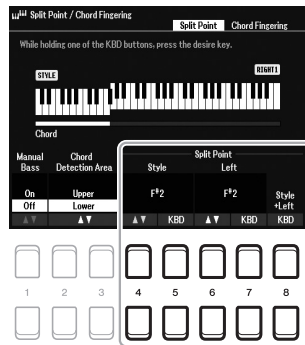 Split Point / Chord Fingering
Split Point Chord Fingering
While holding one of the KBD buttons, press the desire key.
STYLE RIGHT1
Chord
Manual Bass Chord Detection Area Split Point
Style Left
On Upper F#2 F#2 Style +Left
Off Lower
▲▼ ▲▼ ▲▼ KBD ▲▼ KBD KBD
1 2 3 4 5 6 7 8